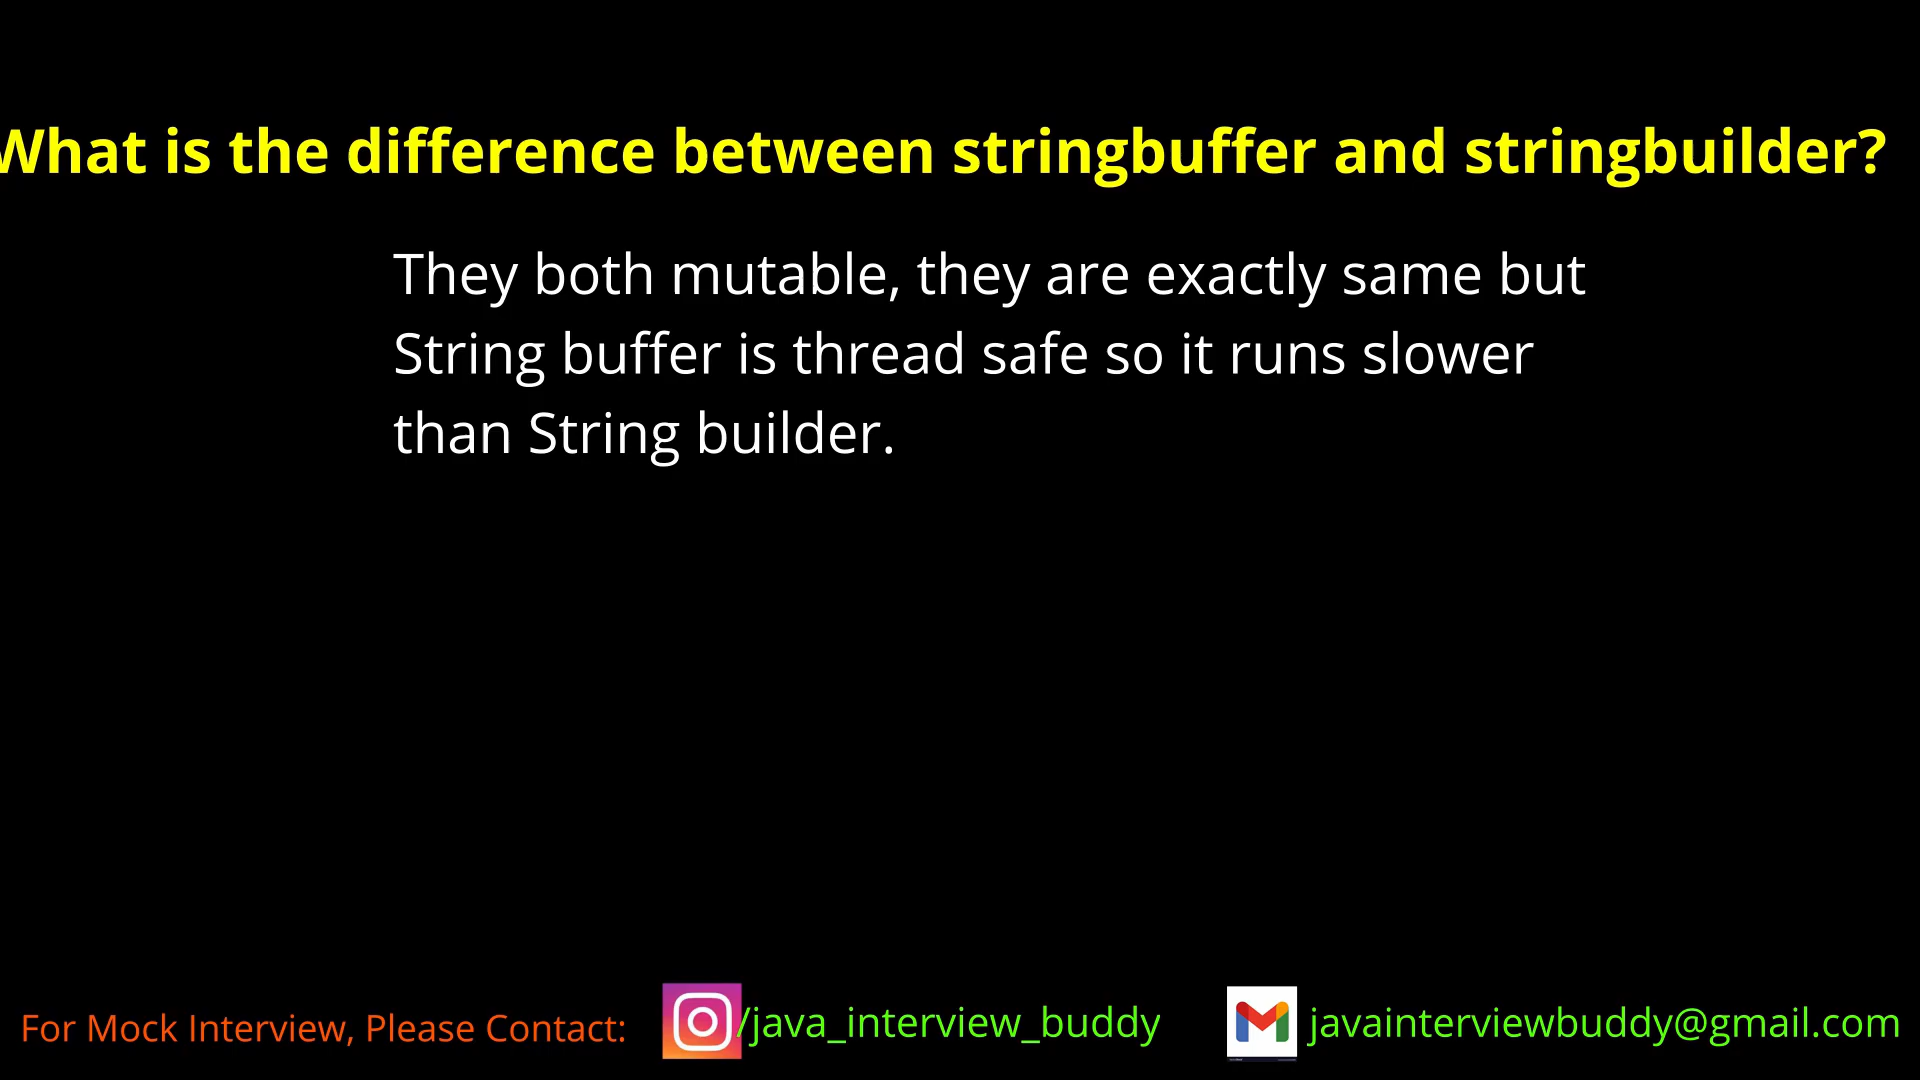 What is the difference between stringbuffer and stringbuilder?
They both mutable, they are exactly same but
String buffer is thread safe so it runs slower
than String builder.
For Mock Interview, Please Contact: /java_interview_buddy javainterviewbuddy@gmail.com